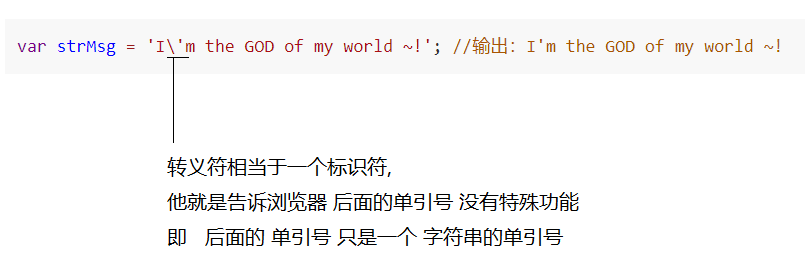 var strMsg = 'I\'m the GOD of my world ~!'; //输出: I'm the GOD of my world ~!
转义符相当于一个标识符,
他就是告诉浏览器 后面的单引号 没有特殊功能
即 后面的 单引号 只是一个 字符串的单引号